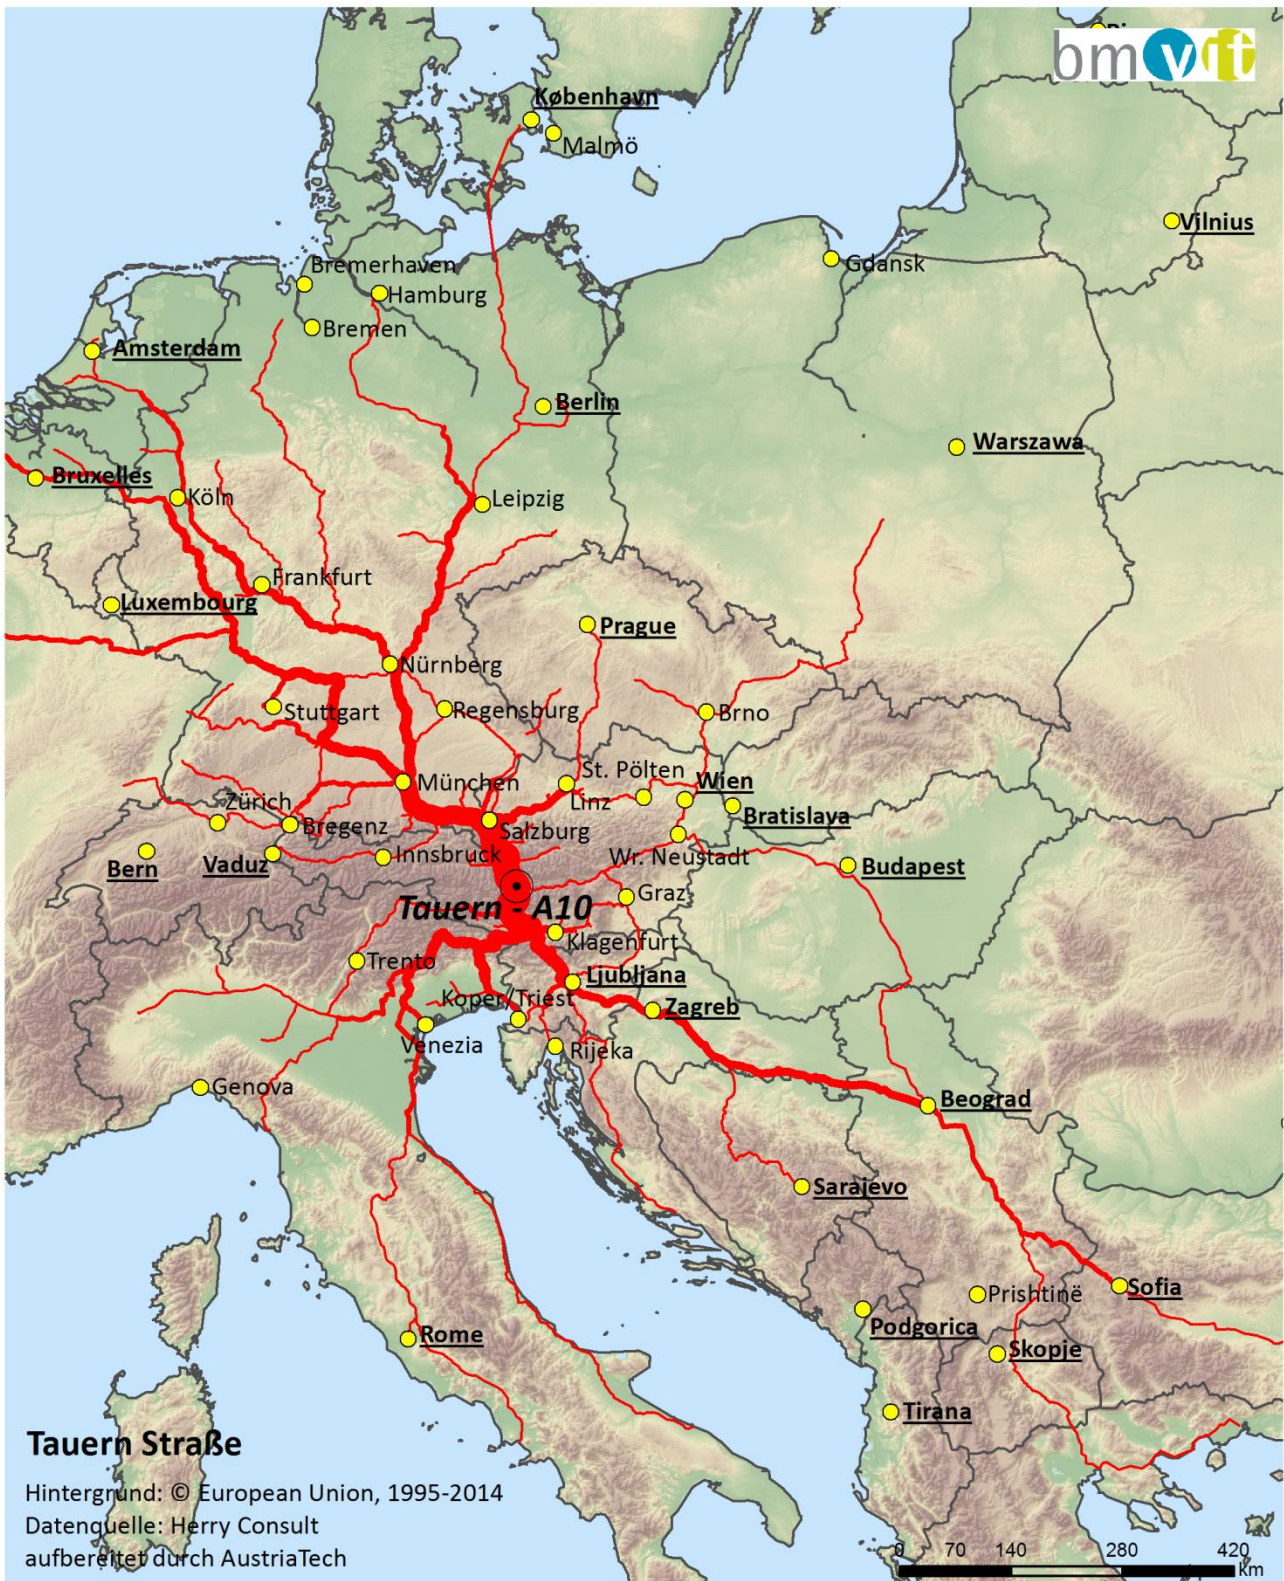 bmvit
København
Malmö
Vilnius
Gdansk
Bremerhaven
Hamburg
Bremen
Amsterdam
Berlin
Warszawa
Bruxelles
Köln
Leipzig
Frankfurt
Luxembourg
Prague
Nürnberg
Stuttgart
Regensburg
Brno
München
St. Pölten
Wien
Linz
Zürich
Bregenz
Salzburg
Bratislava
Bern
Vaduz
Innsbruck
Wr. Neustadt
Budapest
Graz
Tauern - A10
Klagenfurt
Trento
Ljubljana
Koper/Triest
Zagreb
Venezia
Rijeka
Genova
Beograd
Sarajevo
Sofia
Prishtinë
Podgorica
Rome
Skopje
Tirana
Tauern Straße
Hintergrund: © European Union, 1995-2014
Datenquelle: Herry Consult
aufbereitet durch AustriaTech
0 70 140 280 420
km